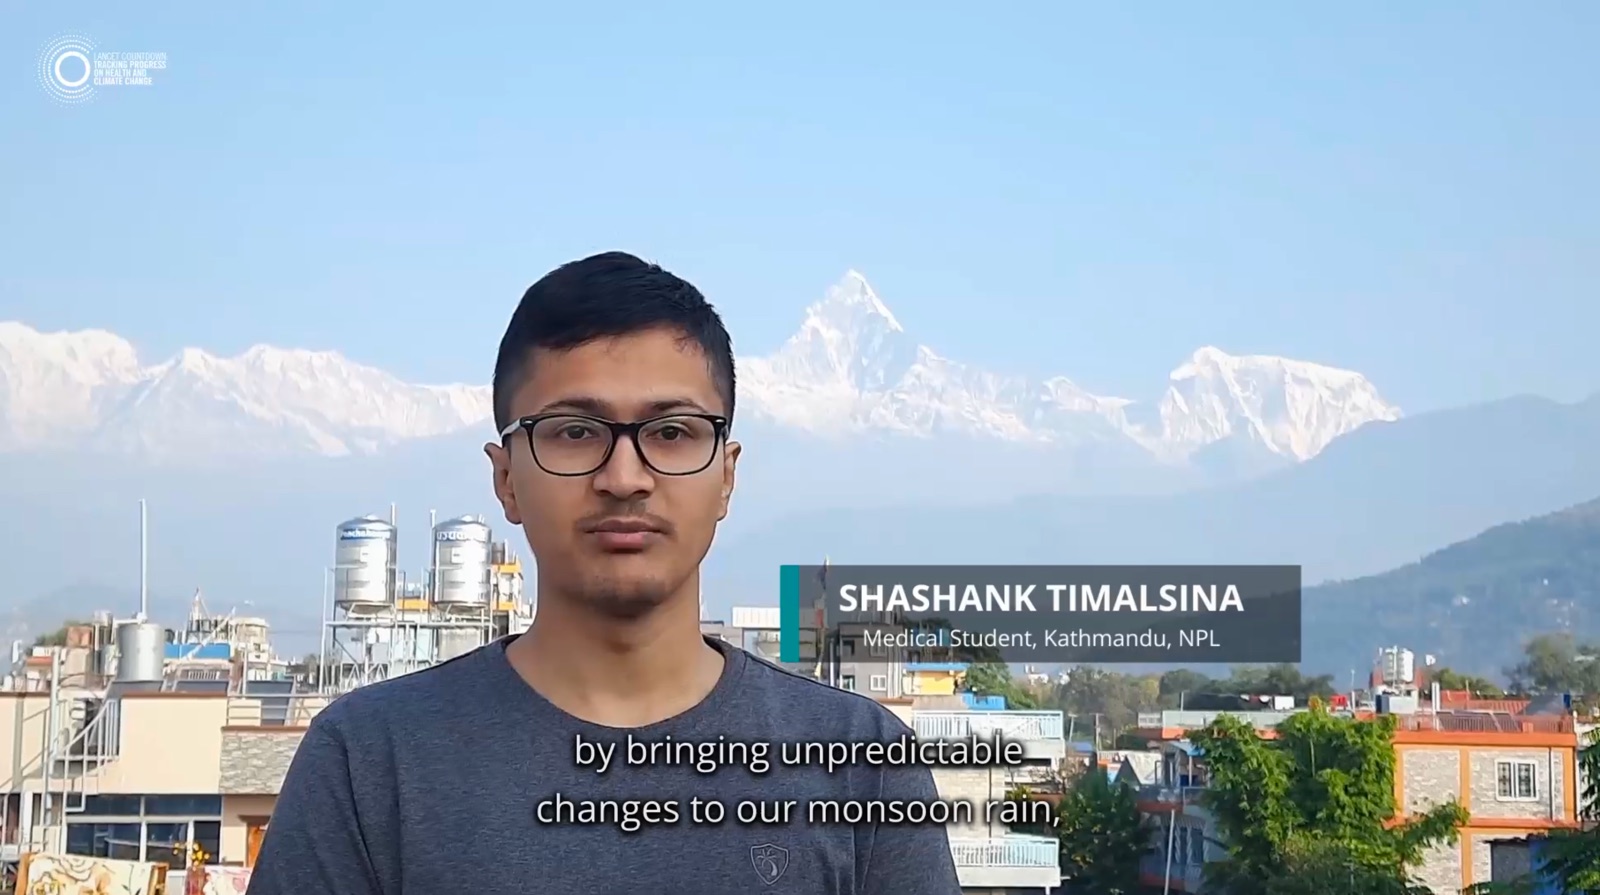 LANCET COUNTDOWN:
TRACKING PROGRESS
ON HEALTH AND
CLIMATE CHANGE
SHASHANK TIMALSINA
Medical Student, Kathmandu, NPL
by bringing unpredictable
changes to our monsoon rain,